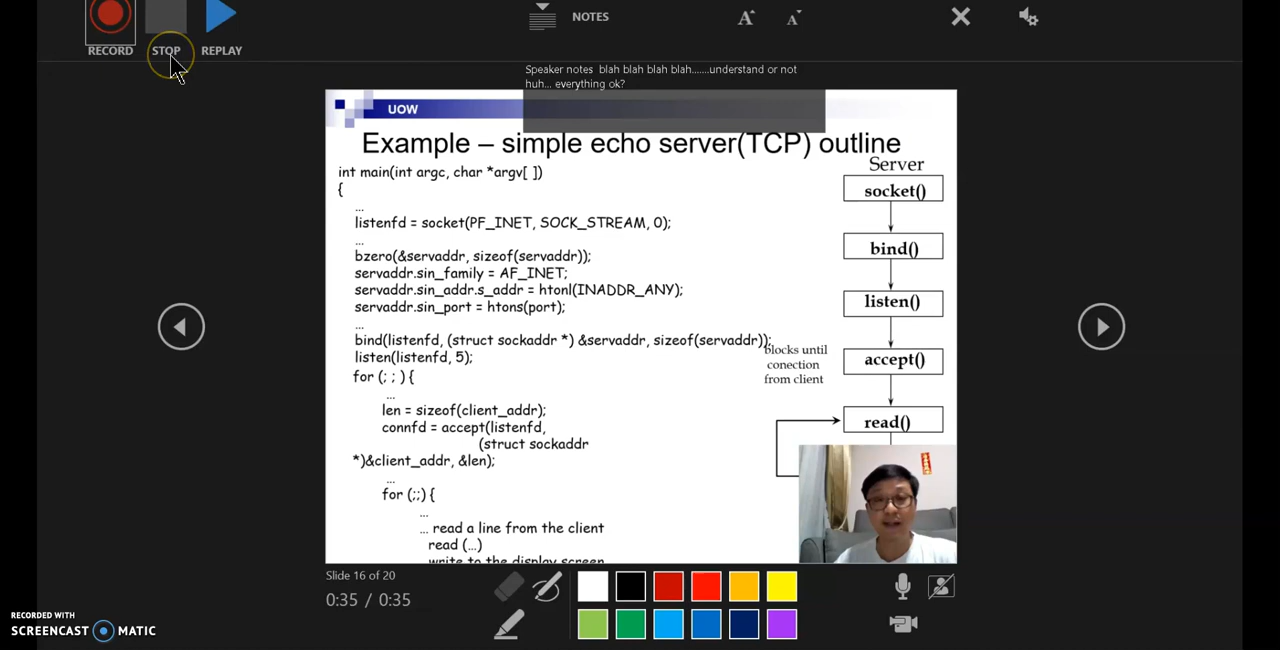 RECORD
STOP
REPLAY
NOTES
A
A
Speaker notes blah blah blah blah.......understand or not
huh... everything ok?
UOW
Example – simple echo server(TCP) outline
int main(int argc, char *argv[ ])
{
...
listenfd = socket(PF_INET, SOCK_STREAM, 0);
...
bzero(&servaddr, sizeof(servaddr));
servaddr.sin_family = AF_INET;
servaddr.sin_addr.s_addr = htonl(INADDR_ANY);
servaddr.sin_port = htons(port);
...
bind(listenfd, (struct sockaddr *) &servaddr, sizeof(servaddr));
listen(listenfd, 5);
for (; ; ) {
...
len = sizeof(client_addr);
connfd = accept(listenfd,
(struct sockaddr
*)&client_addr, &len);
...
for (;;) {
...
... read a line from the client
read (...)
write to the display screen
Server
socket()
bind()
listen()
accept()
blocks until
conection
from client
read()
Slide 16 of 20
0:35 / 0:35
RECORDED WITH
SCREENCAST MATIC